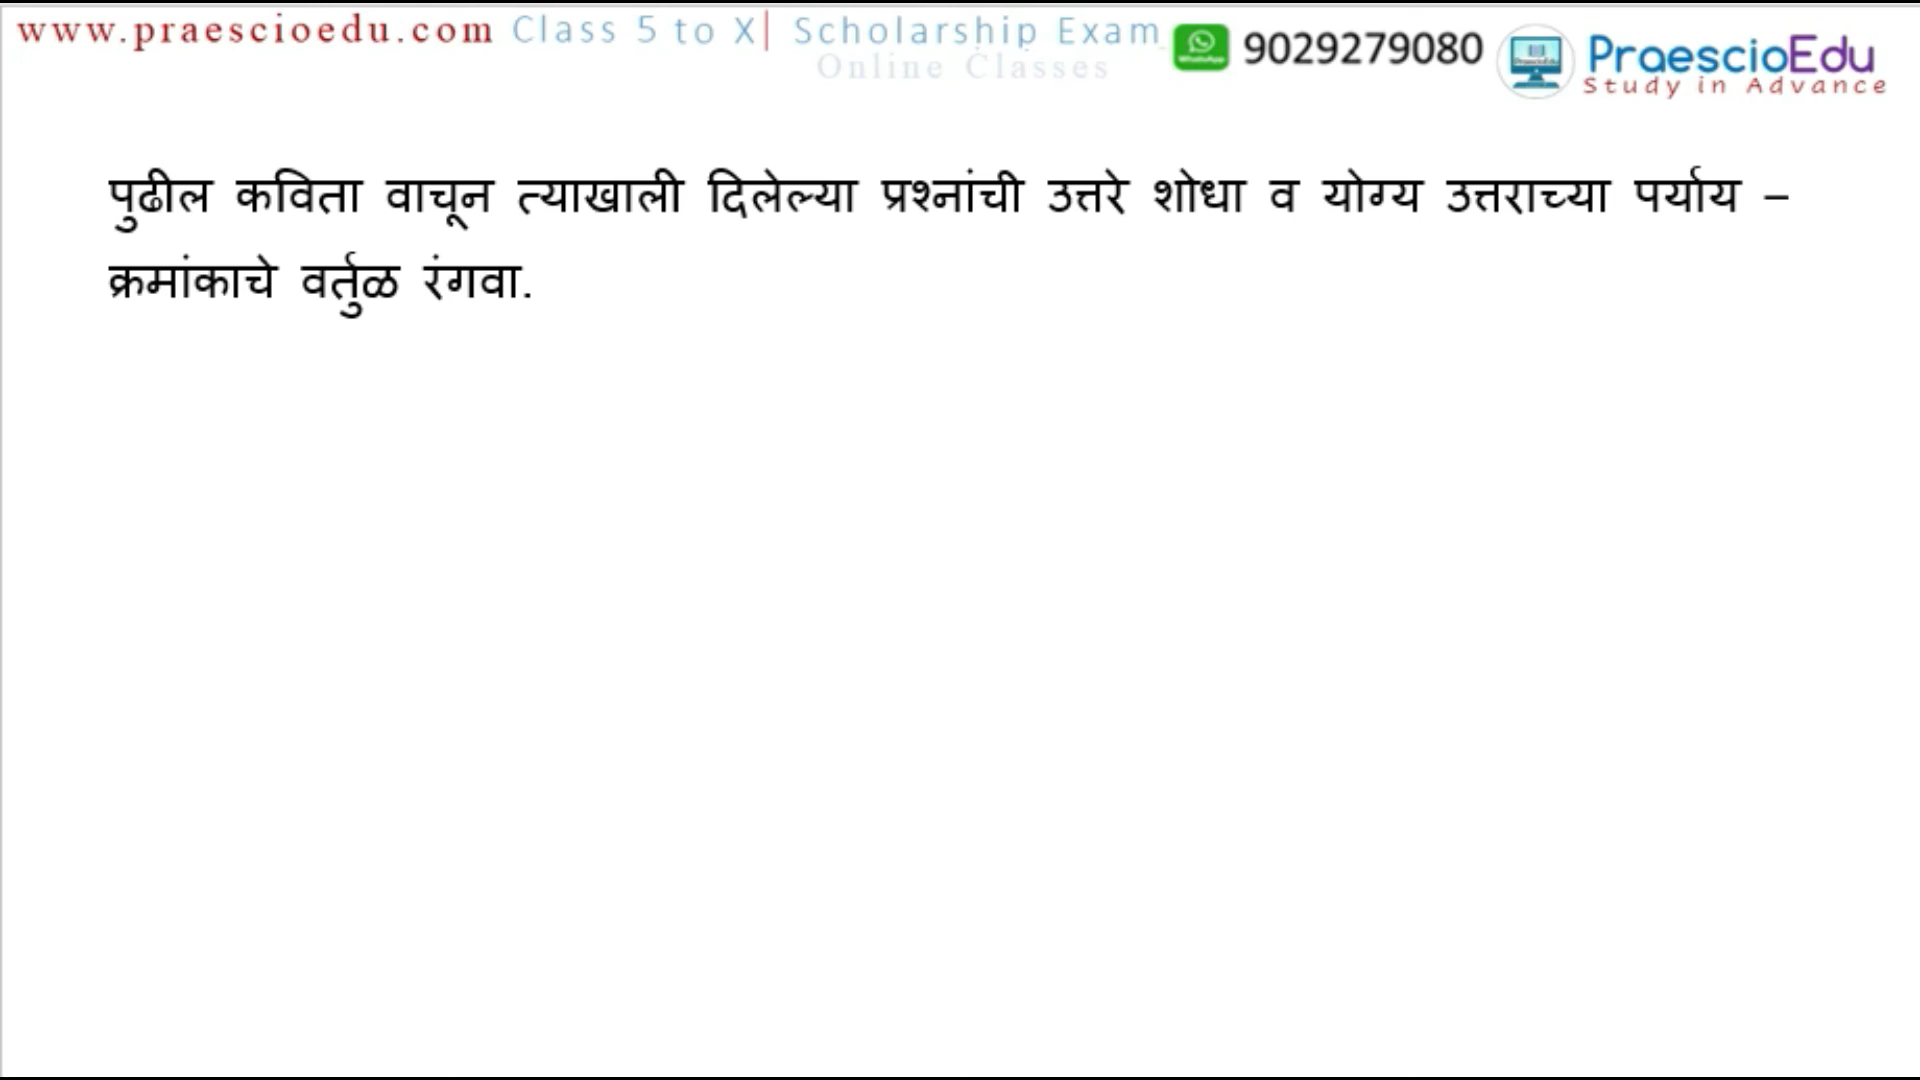 www.praescioedu.com Class 5 to X| Scholarship Exam 9029279080 PraescioEdu
Online Classes Study in Advance
पुढील कविता वाचून त्याखाली दिलेल्या प्रश्नांची उत्तरे शोधा व योग्य उत्तराच्या पर्याय –
क्रमांकाचे वर्तुळ रंगवा.